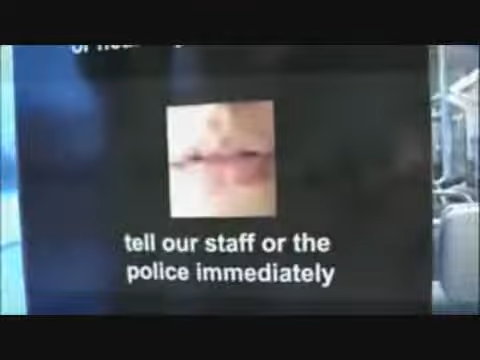 tell our staff or the
police immediately